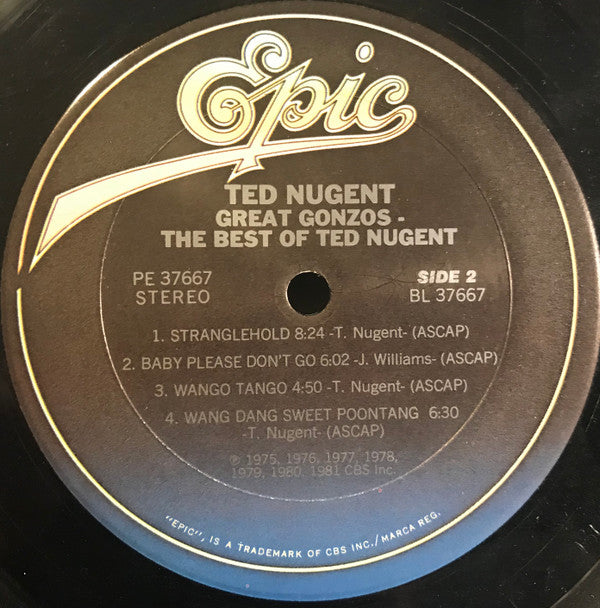 Epic
TED NUGENT
GREAT GONZOS -
THE BEST OF TED NUGENT
PE 37667
STEREO
SIDE 2
BL 37667
1. STRANGLEHOLD 8:24 -T. Nugent- (ASCAP)
2. BABY PLEASE DON'T GO 6:02 -J. Williams- (ASCAP)
3. WANGO TANGO 4:50 -T. Nugent- (ASCAP)
4. WANG DANG SWEET POONTANG 6:30
-T. Nugent- (ASCAP)
℗ 1975, 1976, 1977, 1978,
1979, 1980, 1981 CBS Inc.
"EPIC", IS A TRADEMARK OF CBS INC./MARCA REG.